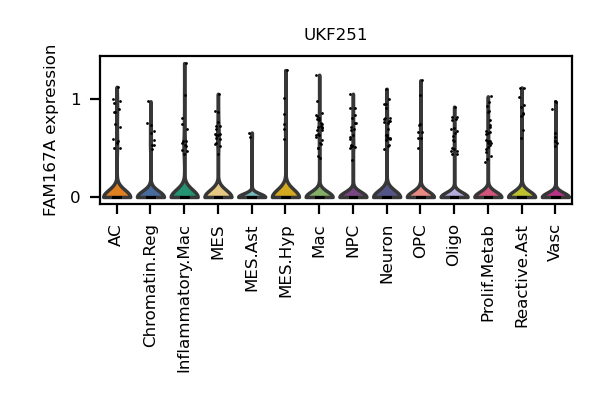 UKF251
FAM167A expression
1
0
AC
Chromatin.Reg
Inflammatory.Mac
MES
MES.Ast
MES.Hyp
Mac
NPC
Neuron
OPC
Oligo
Prolif.Metab
Reactive.Ast
Vasc